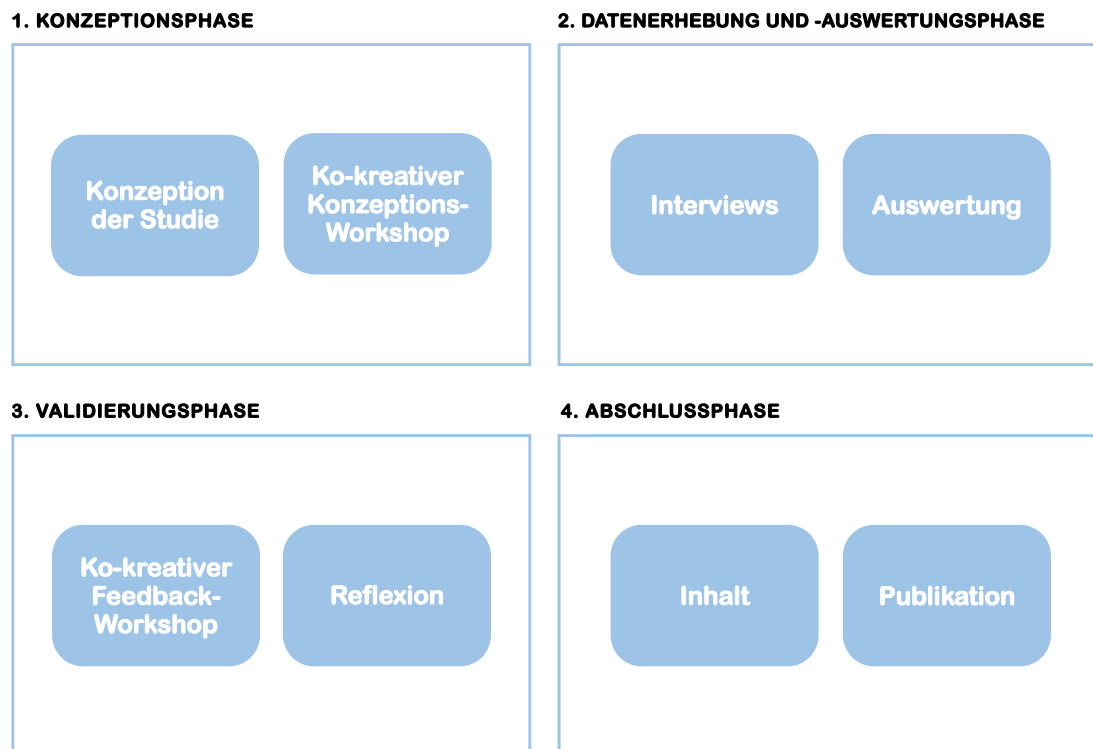 1. KONZEPTIONSPHASE
Konzeption
der Studie
Ko-kreativer
Konzeptions-
Workshop
2. DATENERHEBUNG UND -AUSWERTUNGSPHASE
Interviews
Auswertung
3. VALIDIERUNGSPHASE
Ko-kreativer
Feedback-
Workshop
Reflexion
4. ABSCHLUSSPHASE
Inhalt
Publikation